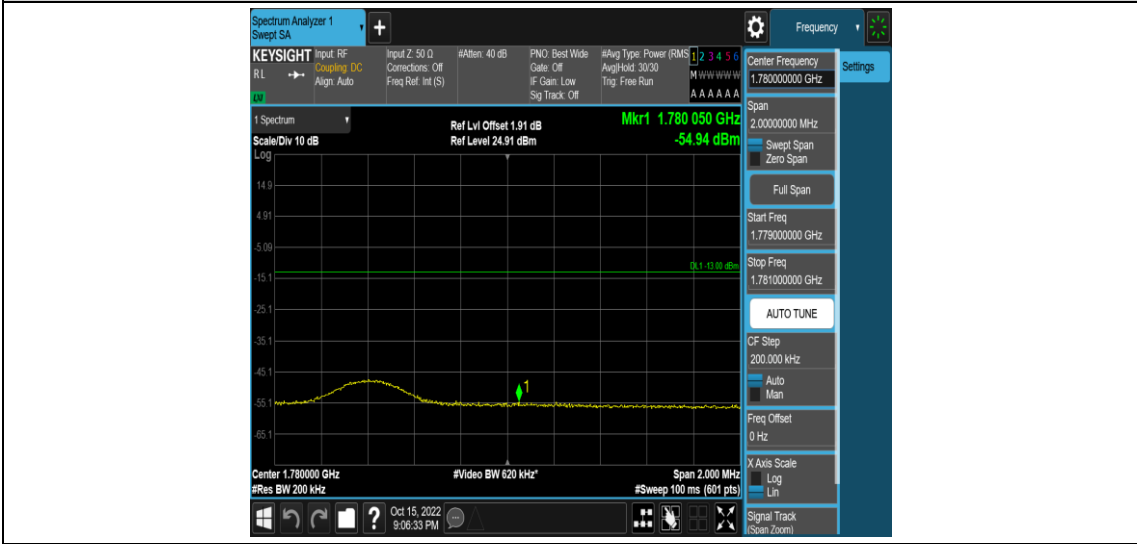 Spectrum Analyzer 1
Swept SA
+
Frequency
KEYSIGHT
RL
LXI
Input: RF
Coupling: DC
Align: Auto
Input Z: 50 Ω
Corrections: Off
Freq Ref: Int (S)
#Atten: 40 dB
PNO: Best Wide
Gate: Off
IF Gain: Low
Sig Track: Off
#Avg Type: Power (RMS
Avg|Hold: 30/30
Trig: Free Run
1 2 3 4 5 6
M W W W W W
A A A A A A
1 Spectrum
Scale/Div 10 dB
Ref Lvl Offset 1.91 dB
Ref Level 24.91 dBm
Mkr1 1.780 050 GHz
-54.94 dBm
Log
14.9
4.91
-5.09
-15.1
-25.1
-35.1
-45.1
-55.1
-65.1
DL1 -13.00 dBm
1
Center 1.780000 GHz
#Res BW 200 kHz
#Video BW 620 kHz*
Span 2.000 MHz
#Sweep 100 ms (601 pts)
?
Oct 15, 2022
9:06:33 PM
Center Frequency
1.780000000 GHz
Span
2.00000000 MHz
Swept Span
Zero Span
Full Span
Start Freq
1.779000000 GHz
Stop Freq
1.781000000 GHz
AUTO TUNE
CF Step
200.000 kHz
Auto
Man
Freq Offset
0 Hz
X Axis Scale
Log
Lin
Signal Track
(Span Zoom)
Settings